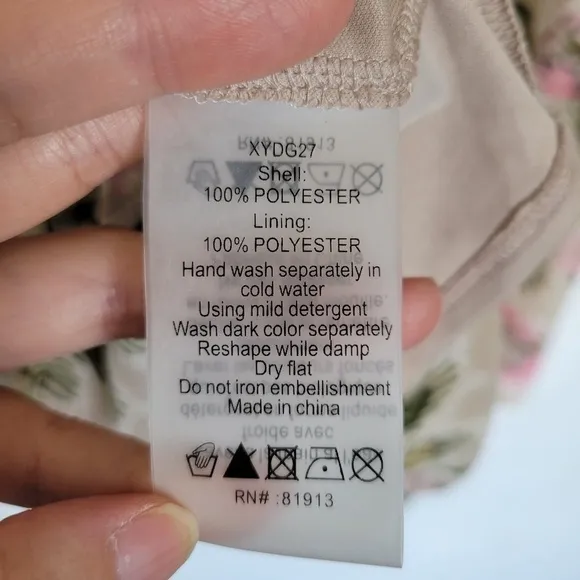 XYDG27
Shell:
100% POLYESTER
Lining:
100% POLYESTER
Hand wash separately in
cold water
Using mild detergent
Wash dark color separately
Reshape while damp
Dry flat
Do not iron embellishment
Made in china
RN# :81913